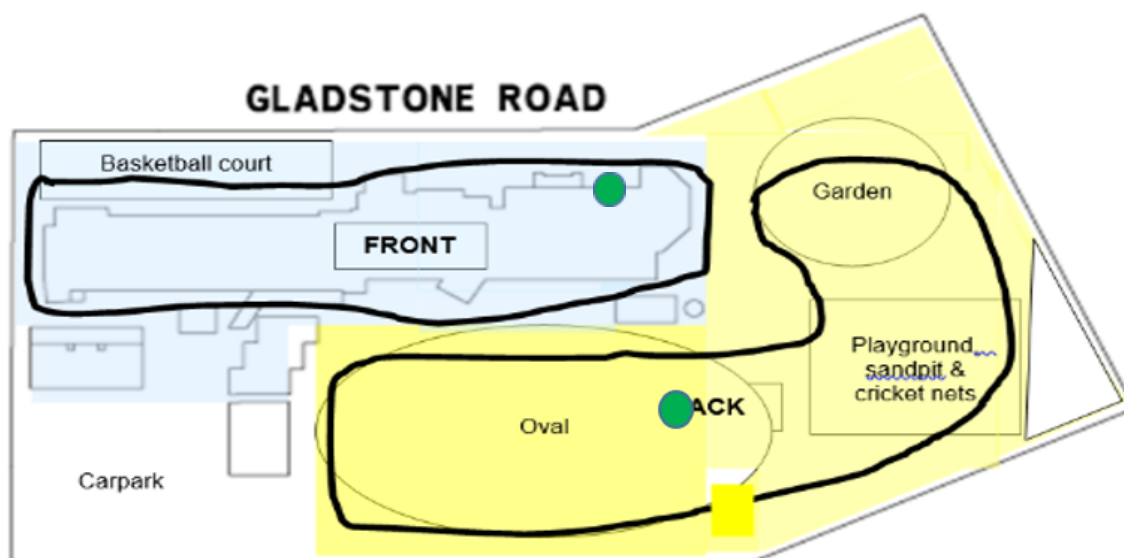 GLADSTONE ROAD
Basketball court
Garden
FRONT
Playground,
sandpit &
cricket nets
ACK
Oval
Carpark